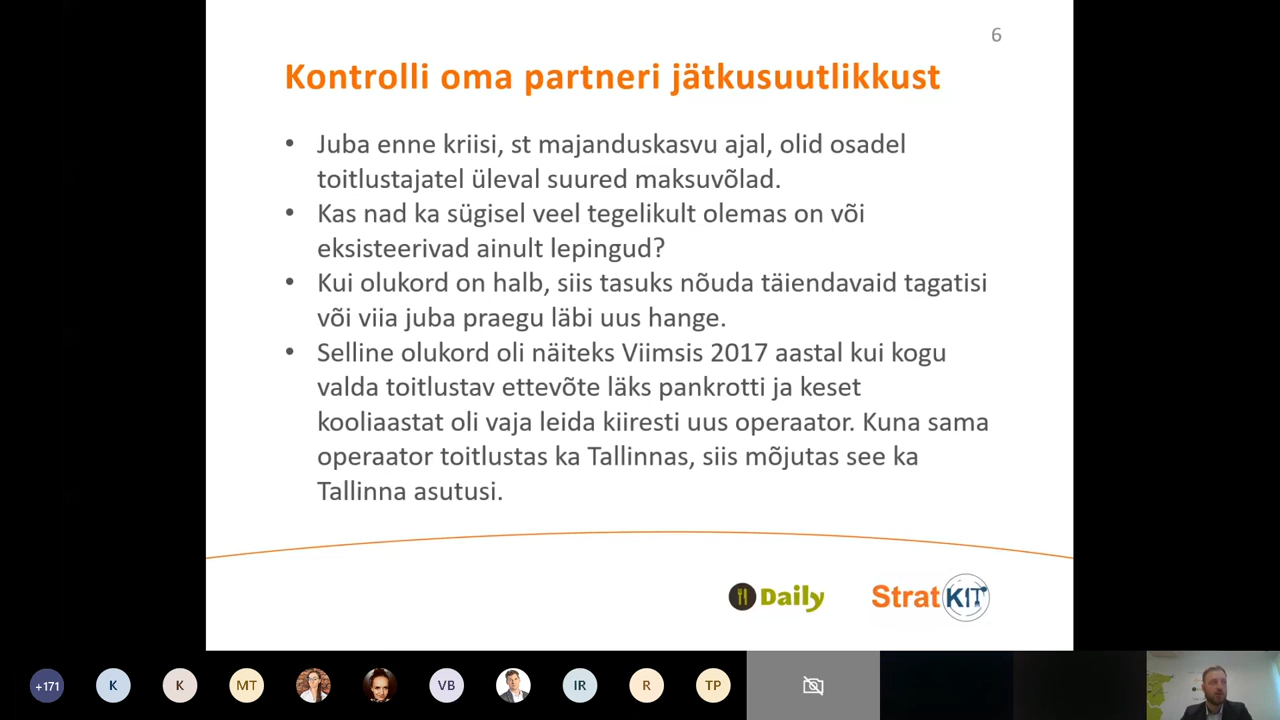 6
Kontrolli oma partneri jätkusuutlikkust
• Juba enne kriisi, st majanduskasvu ajal, olid osadel
toitlustajatel üleval suured maksuvõlad.
• Kas nad ka sügisel veel tegelikult olemas on või
eksisteerivad ainult lepingud?
• Kui olukord on halb, siis tasuks nõuda täiendavaid tagatisi
või viia juba praegu läbi uus hange.
• Selline olukord oli näiteks Viimsis 2017 aastal kui kogu
valda toitlustav ettevõte läks pankrotti ja keset
kooliaastat oli vaja leida kiiresti uus operaator. Kuna sama
operaator toitlustas ka Tallinnas, siis mõjutas see ka
Tallinna asutusi.
Daily StratKIT
+171 K K MT VB IR R TP